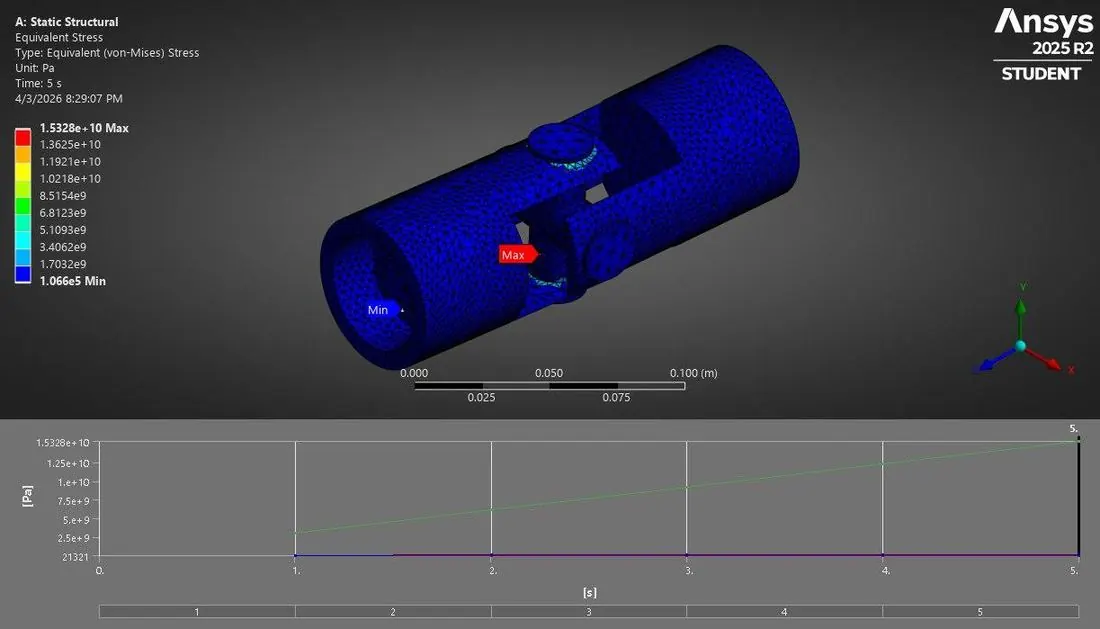 A: Static Structural
Equivalent Stress
Type: Equivalent (von-Mises) Stress
Unit: Pa
Time: 5 s
4/3/2026 8:29:07 PM
1.5328e+10 Max
1.3625e+10
1.1921e+10
1.0218e+10
8.5154e9
6.8123e9
5.1093e9
3.4062e9
1.7032e9
1.066e5 Min
Ansys
2025 R2
STUDENT
Max
Min
Y
X
0.000 0.050 0.100 (m)
0.025 0.075
5.
1.5328e+10
1.25e+10
1.e+10
7.5e+9
5.e+9
2.5e+9
21321
[Pa]
0. 1. 2. 3. 4. 5.
[s]
1 2 3 4 5